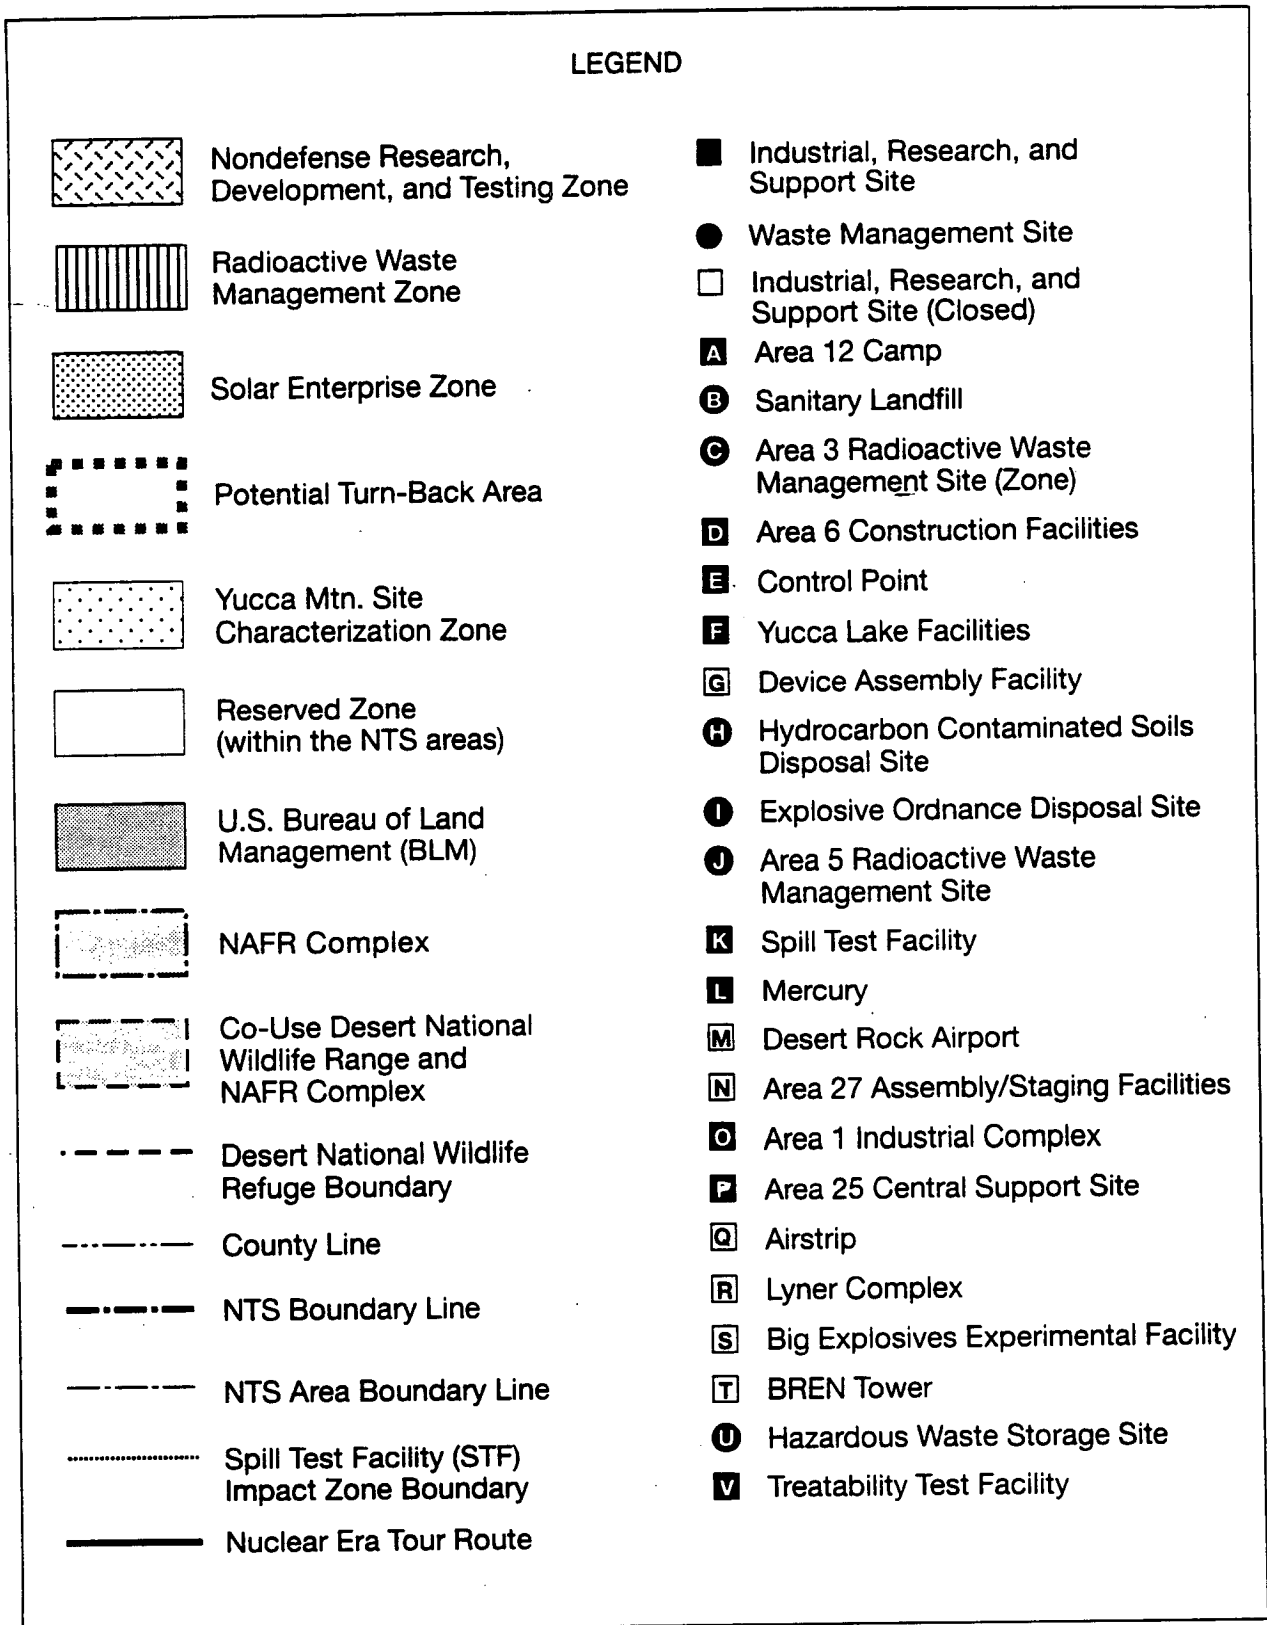 LEGEND
Nondefense Research,
Development, and Testing Zone
Radioactive Waste
Management Zone
Solar Enterprise Zone
Potential Turn-Back Area
Yucca Mtn. Site
Characterization Zone
Reserved Zone
(within the NTS areas)
U.S. Bureau of Land
Management (BLM)
NAFR Complex
Co-Use Desert National
Wildlife Range and
NAFR Complex
Desert National Wildlife
Refuge Boundary
County Line
NTS Boundary Line
NTS Area Boundary Line
Spill Test Facility (STF)
Impact Zone Boundary
Nuclear Era Tour Route
Industrial, Research, and
Support Site
Waste Management Site
Industrial, Research, and
Support Site (Closed)
A Area 12 Camp
B Sanitary Landfill
C Area 3 Radioactive Waste
Management Site (Zone)
D Area 6 Construction Facilities
E Control Point
F Yucca Lake Facilities
G Device Assembly Facility
H Hydrocarbon Contaminated Soils
Disposal Site
I Explosive Ordnance Disposal Site
J Area 5 Radioactive Waste
Management Site
K Spill Test Facility
L Mercury
M Desert Rock Airport
N Area 27 Assembly/Staging Facilities
O Area 1 Industrial Complex
P Area 25 Central Support Site
Q Airstrip
R Lyner Complex
S Big Explosives Experimental Facility
T BREN Tower
U Hazardous Waste Storage Site
V Treatability Test Facility